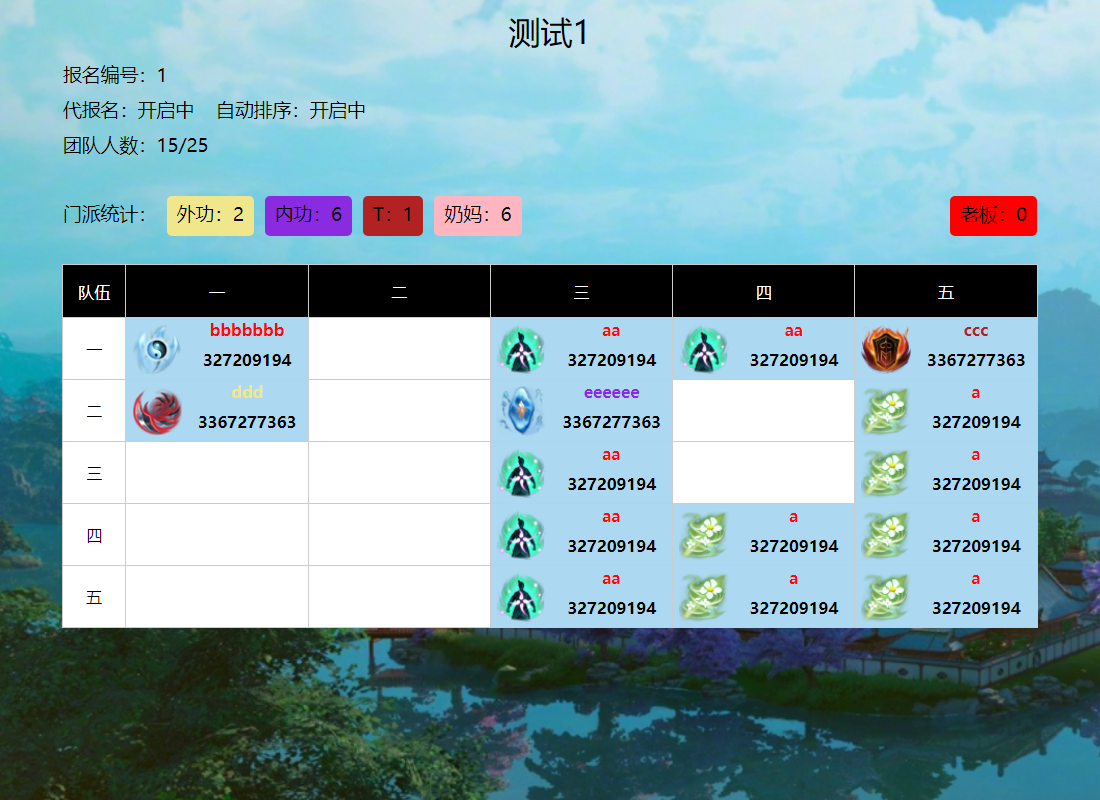 测试1
报名编号：1
代报名：开启中 自动排序：开启中
团队人数：15/25
门派统计： 外功：2 内功：6 T：1 奶妈：6 老板：0
队伍 一 二 三 四 五
一 bbbbbbb aa aa ccc
327209194 327209194 327209194 3367277363
二 ddd eeeeee a
3367277363 3367277363 327209194
三 aa a
327209194 327209194
四 aa a a
327209194 327209194 327209194
五 aa a a
327209194 327209194 327209194